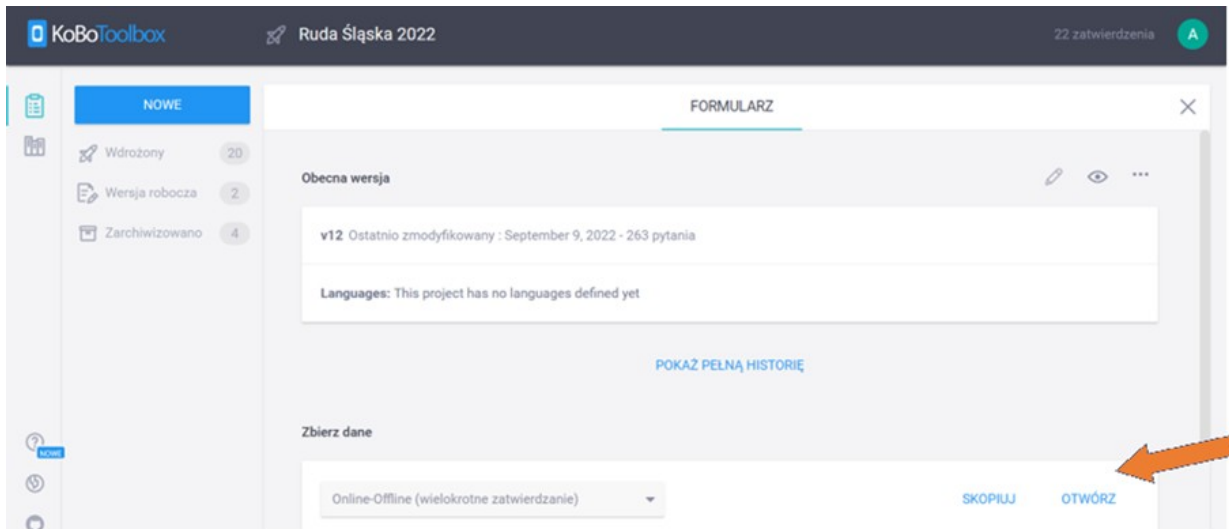 KoBoToolbox
Ruda Śląska 2022
22 zatwierdzenia
A
NOWE
FORMULARZ
Wdrożony 20
Wersja robocza 2
Zarchiwizowano 4
Obecna wersja
v12 Ostatnio zmodyfikowany : September 9, 2022 - 263 pytania
Languages: This project has no languages defined yet
POKAŻ PEŁNĄ HISTORIĘ
Zbierz dane
NOWE
Online-Offline (wielokrotne zatwierdzanie)
SKOPIUJ OTWÓRZ